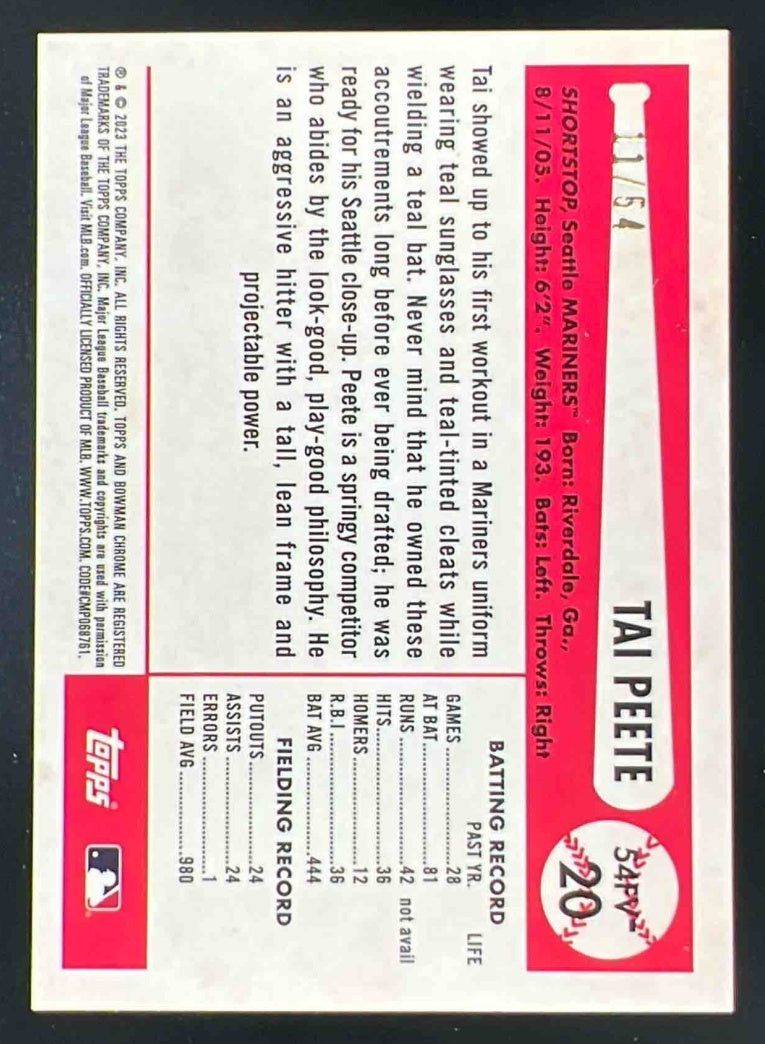 11/54
TAI PEETE
54FV-
20
SHORTSTOP, Seattle MARINERS™ Born: Riverdale, Ga.,
8/11/05. Height: 6'2". Weight: 193. Bats: Left. Throws: Right
Tai showed up to his first workout in a Mariners uniform
wearing teal sunglasses and teal-tinted cleats while
wielding a teal bat. Never mind that he owned these
accoutrements long before ever being drafted; he was
ready for his Seattle close-up. Peete is a springy competitor
who abides by the look-good, play-good philosophy. He
is an aggressive hitter with a tall, lean frame and
projectable power.
BATTING RECORD
PAST YR. LIFE
GAMES 28
AT BAT 81
RUNS 42 not avail
HITS 36
HOMERS 12
R.B.I 36
BAT AVG .444
FIELDING RECORD
PUTOUTS 24
ASSISTS 24
ERRORS 1
FIELD AVG .980
® & © 2023 THE TOPPS COMPANY, INC. ALL RIGHTS RESERVED. TOPPS AND BOWMAN CHROME ARE REGISTERED
TRADEMARKS OF THE TOPPS COMPANY, INC. Major League Baseball trademarks and copyrights are used with permission
of Major League Baseball. Visit MLB.com. OFFICIALLY LICENSED PRODUCT OF MLB. WWW.TOPPS.COM. CODE#CMP068761.
topps